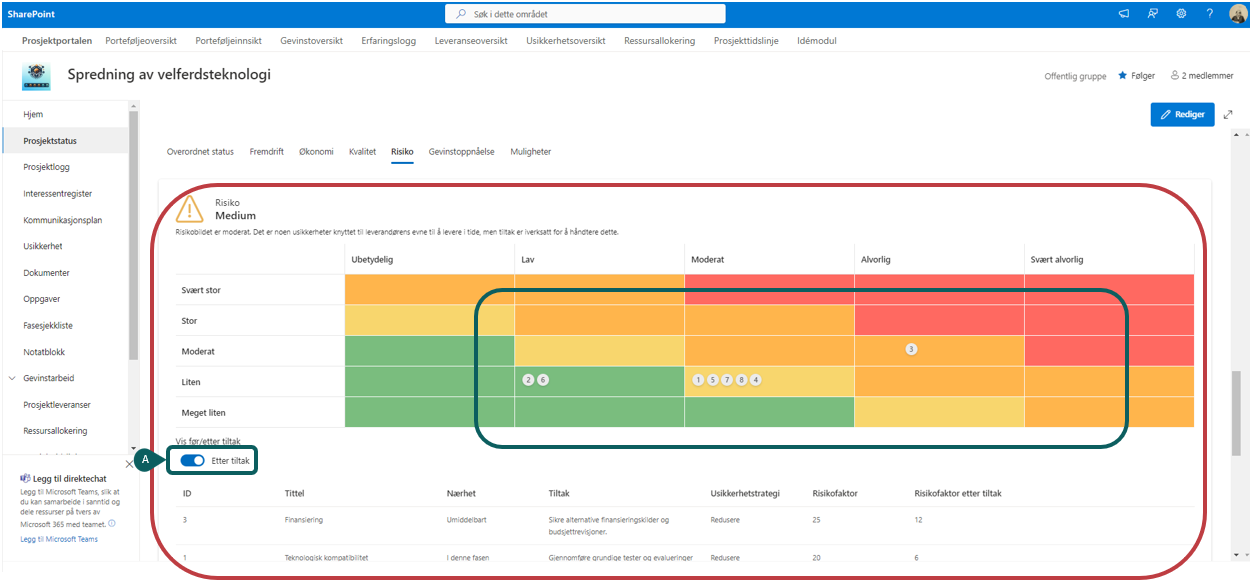 SharePoint
Søk i dette området
Prosjektportalen Porteføljeoversikt Porteføljeinnsikt Gevinstoversikt Erfaringslogg Leveranseoversikt Usikkerhetsoversikt Ressursallokering Prosjekttidslinje Idémodul
Spredning av velferdsteknologi
Offentlig gruppe Følger 2 medlemmer
Rediger
Hjem
Prosjektstatus
Prosjektlogg
Interessentregister
Kommunikasjonsplan
Usikkerhet
Dokumenter
Oppgaver
Fasesjekkliste
Notatblokk
Gevinstarbeid
Prosjektleveranser
Ressursallokering
Legg til direktechat
Legg til Microsoft Teams, slik at
du kan samarbeide i sanntid og
dele ressurser på tvers av
Microsoft 365 med teamet.
Legg til Microsoft Teams
Overordnet status Fremdrift Økonomi Kvalitet Risiko Gevinstoppnåelse Muligheter
Risiko
Medium
Risikobildet er moderat. Det er noen usikkerheter knyttet til leverandørens evne til å levere i tide, men tiltak er iverksatt for å håndtere dette.
Ubetydelig Lav Moderat Alvorlig Svært alvorlig
Svært stor
Stor
Moderat 3
Liten 2 6 1 5 7 8 4
Meget liten
Vis før/etter tiltak
A Etter tiltak
ID Tittel Nærhet Tiltak Usikkerhetstrategi Risikofaktor Risikofaktor etter tiltak
3 Finansiering Umiddelbart Sikre alternative finansieringskilder og Redusere 25 12
budsjettrevisjoner.
1 Teknologisk kompatibilitet I denne fasen Gjennomføre grundige tester og evalueringer Redusere 20 6